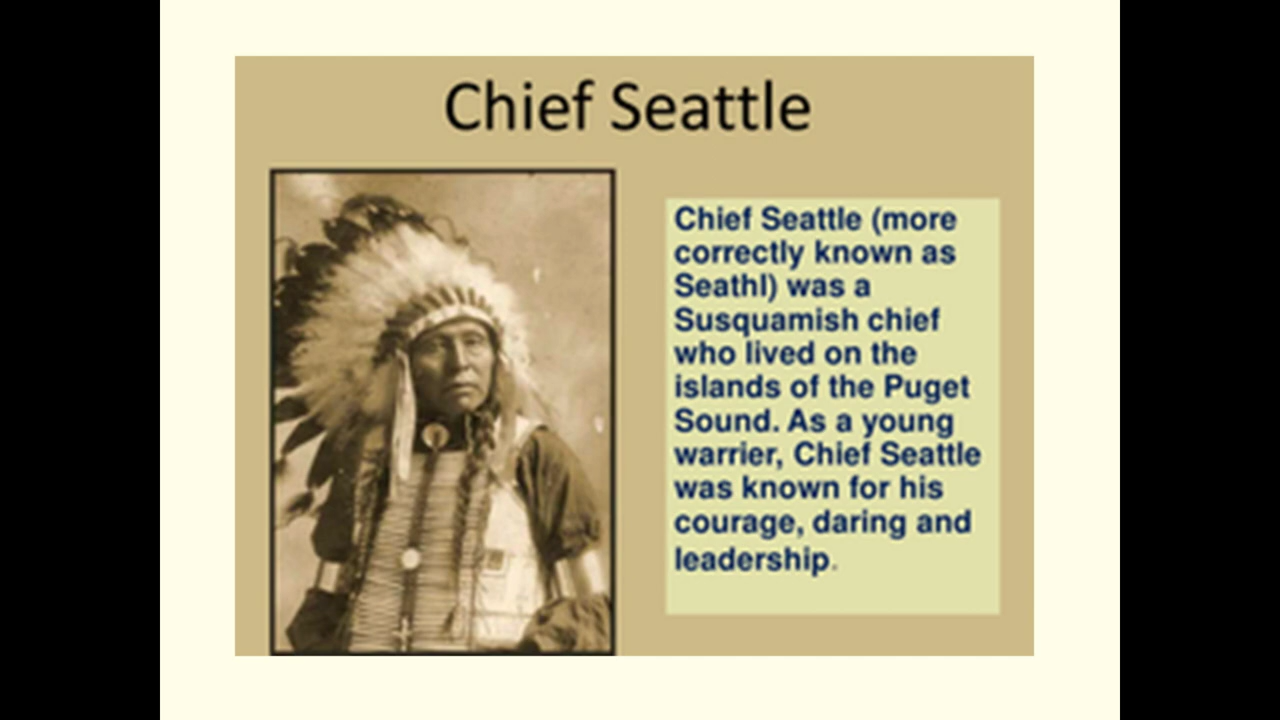 Chief Seattle
Chief Seattle (more
correctly known as
Seathl) was a
Susquamish chief
who lived on the
islands of the Puget
Sound. As a young
warrier, Chief Seattle
was known for his
courage, daring and
leadership.